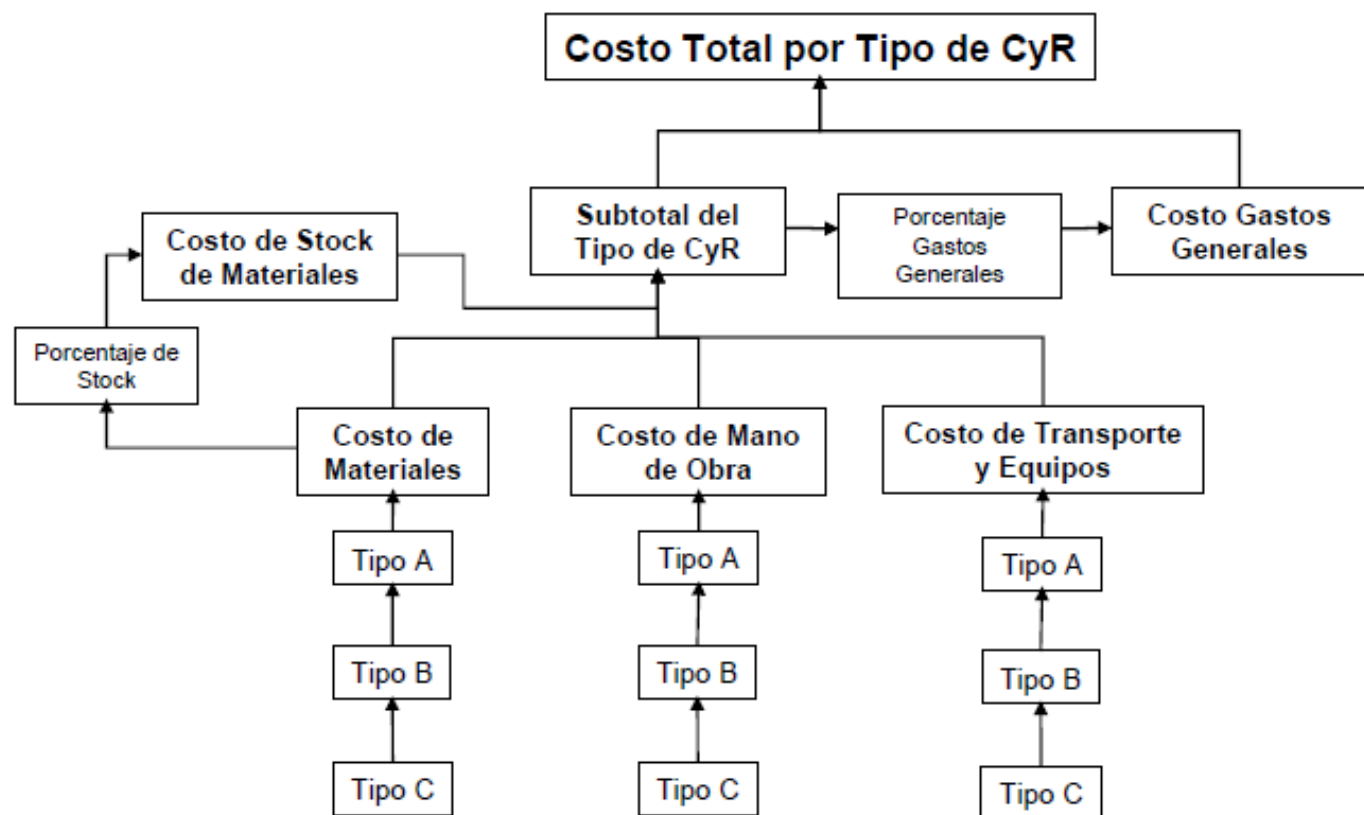 Costo Total por Tipo de CyR
Subtotal del
Tipo de CyR
Porcentaje
Gastos
Generales
Costo Gastos
Generales
Costo de Stock
de Materiales
Porcentaje de
Stock
Costo de
Materiales
Costo de Mano
de Obra
Costo de Transporte
y Equipos
Tipo A
Tipo A
Tipo A
Tipo B
Tipo B
Tipo B
Tipo C
Tipo C
Tipo C